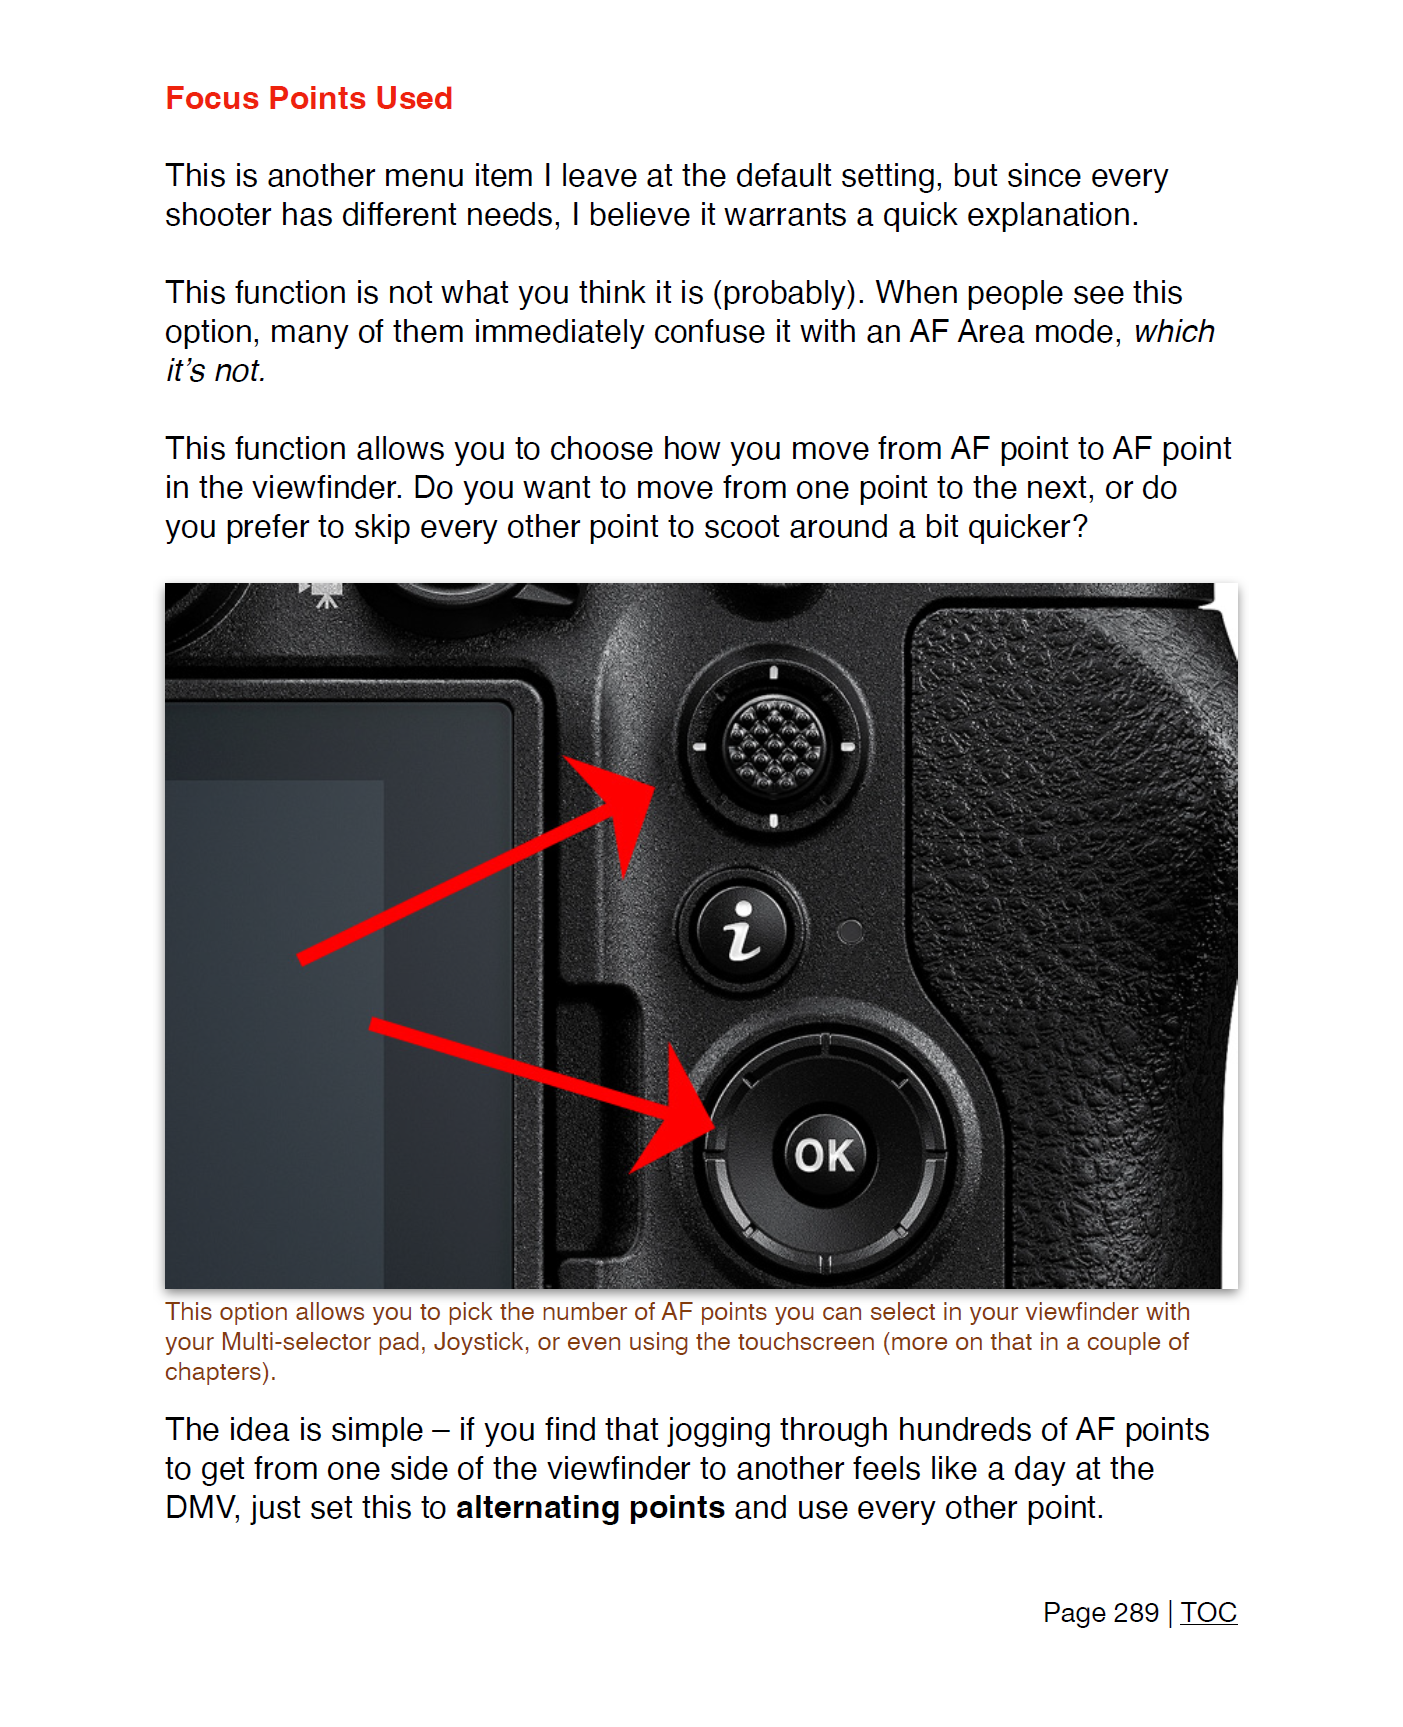 Focus Points Used
This is another menu item I leave at the default setting, but since every
shooter has different needs, I believe it warrants a quick explanation.
This function is not what you think it is (probably). When people see this
option, many of them immediately confuse it with an AF Area mode, which
it’s not.
This function allows you to choose how you move from AF point to AF point
in the viewfinder. Do you want to move from one point to the next, or do
you prefer to skip every other point to scoot around a bit quicker?
i
OK
This option allows you to pick the number of AF points you can select in your viewfinder with
your Multi-selector pad, Joystick, or even using the touchscreen (more on that in a couple of
chapters).
The idea is simple – if you find that jogging through hundreds of AF points
to get from one side of the viewfinder to another feels like a day at the
DMV, just set this to alternating points and use every other point.
Page 289 | TOC